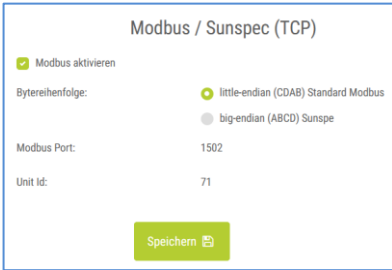 Modbus / Sunspec (TCP)
Modbus aktivieren
Bytereihenfolge:
little-endian (CDAB) Standard Modbus
big-endian (ABCD) Sunspe
Modbus Port: 1502
Unit Id: 71
Speichern